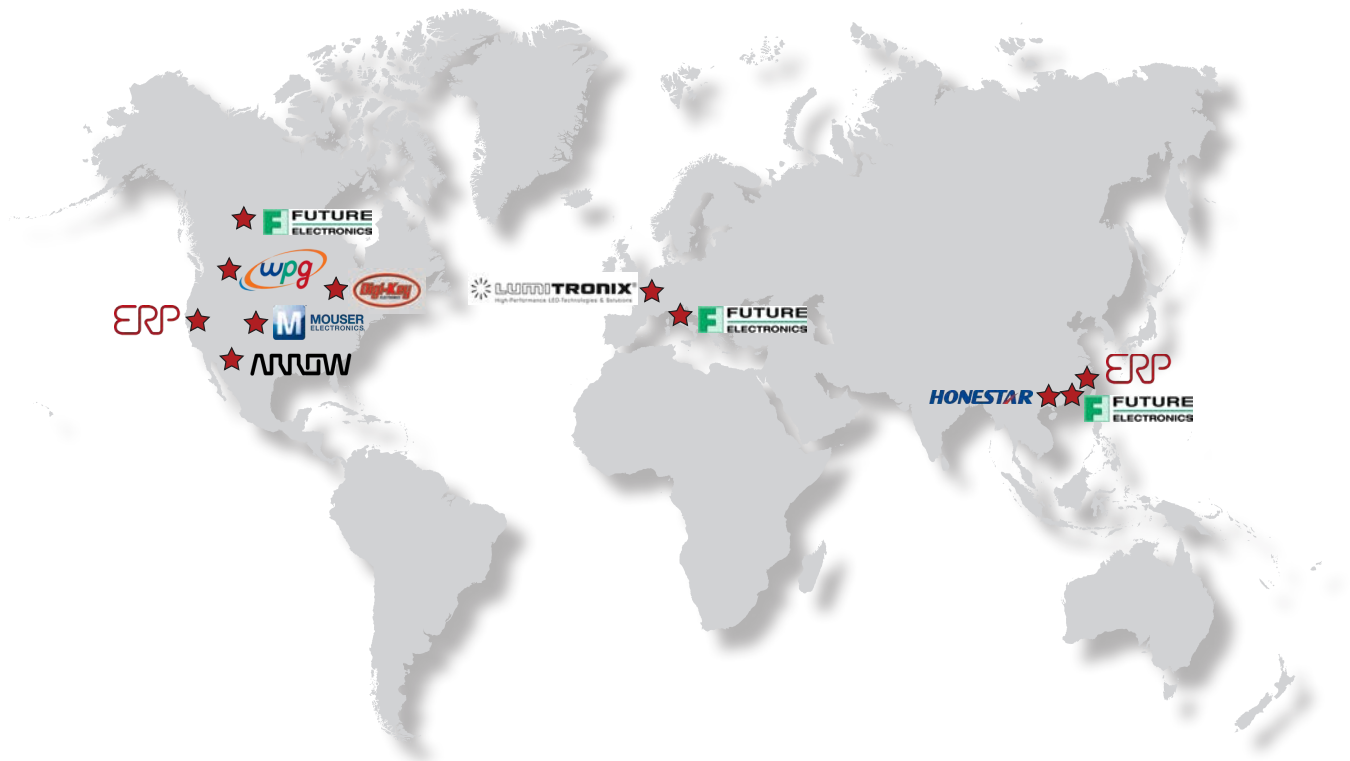 FUTURE
ELECTRONICS
wpg
Digi-Key
ERP
M
MOUSER
ELECTRONICS
ARROW
LUMITRONIX
High-Performance LED Technologies & Solutions
F
FUTURE
ELECTRONICS
ERP
HONESTAR
F
FUTURE
ELECTRONICS